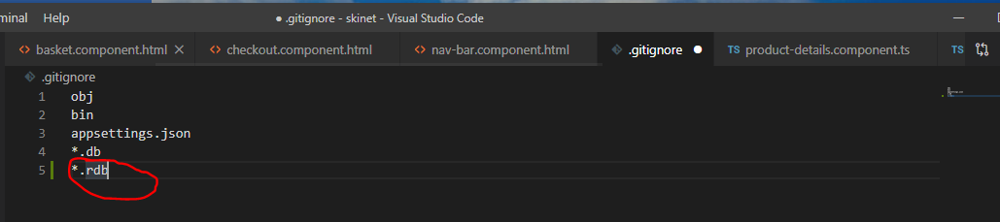 minal Help ● .gitignore - skinet - Visual Studio Code
<> basket.component.html × <> checkout.component.html <> nav-bar.component.html .gitignore ● TS product-details.component.ts TS
.gitignore
1 obj
2 bin
3 appsettings.json
4 *.db
5 *.rdb